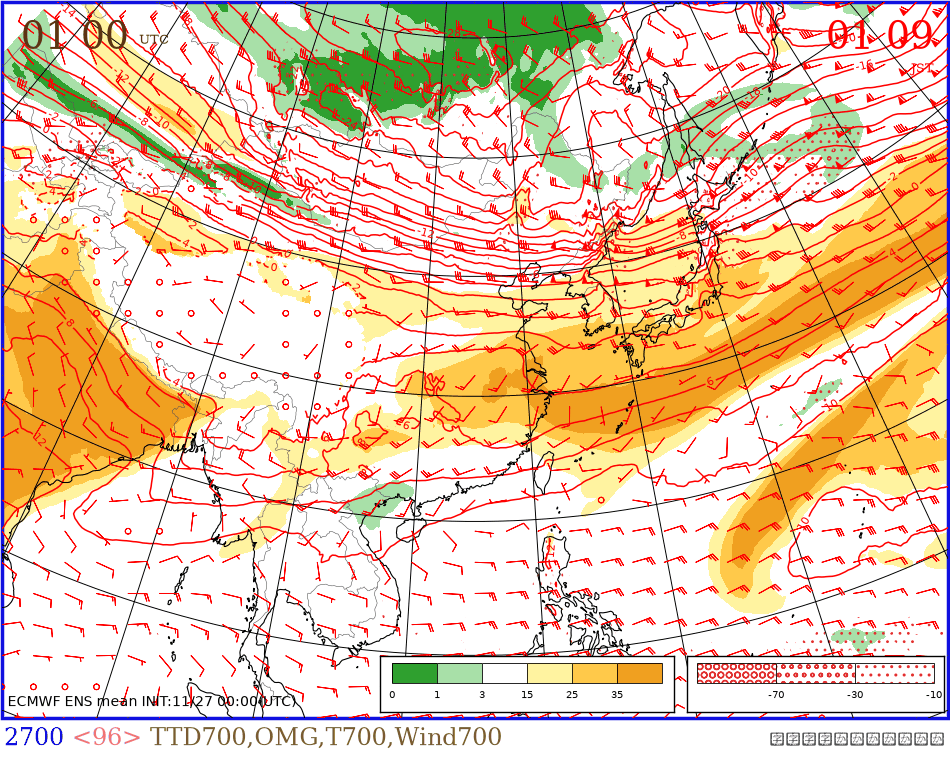 01 00 UTC
01 09
JST
0 1 3 15 25 35
-70 -30 -10
ECMWF ENS mean INIT:11/27 00:00(UTC)
2700 <96> TTD700,OMG,T700,Wind700